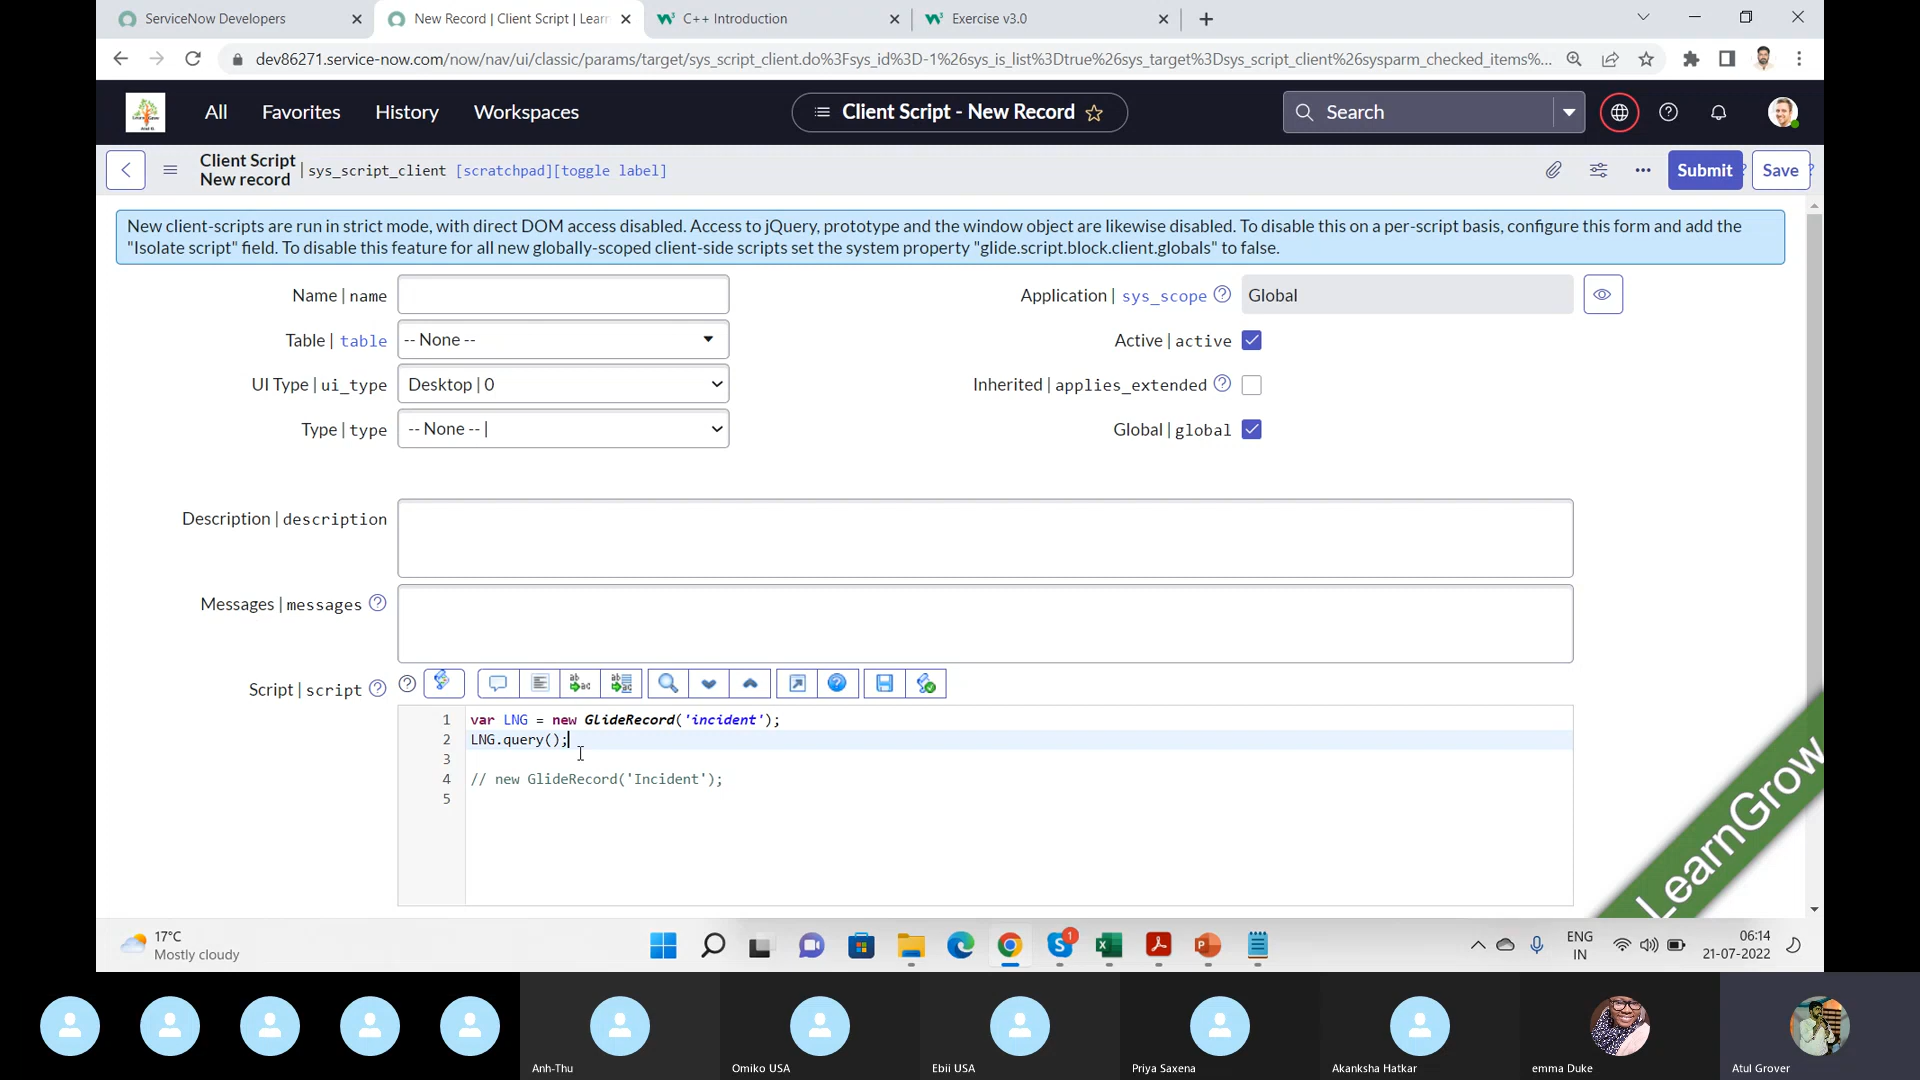 ServiceNow Developers
New Record | Client Script | Learn
C++ Introduction
Exercise v3.0
dev86271.service-now.com/now/nav/ui/classic/params/target/sys_script_client.do%3Fsys_id%3D-1%26sys_is_list%3Dtrue%26sys_target%3Dsys_script_client%26sysparm_checked_items%...
All
Favorites
History
Workspaces
Client Script - New Record
Search
Client Script
New record
sys_script_client [scratchpad][toggle label]
Submit
?
Save
?
New client-scripts are run in strict mode, with direct DOM access disabled. Access to jQuery, prototype and the window object are likewise disabled. To disable this on a per-script basis, configure this form and add the
"Isolate script" field. To disable this feature for all new globally-scoped client-side scripts set the system property "glide.script.block.client.globals" to false.
Name | name
Application | sys_scope
Global
Table | table
-- None --
Active | active
UI Type | ui_type
Desktop | 0
Inherited | applies_extended
Type | type
-- None -- |
Global | global
Description | description
Messages | messages
Script | script
1 var LNG = new GlideRecord('incident');
2 LNG.query();
3
4 // new GlideRecord('Incident');
5
LearnGrow
17°C
Mostly cloudy
1
ENG
IN
06:14
21-07-2022
Anh-Thu
Omiko USA
Ebii USA
Priya Saxena
Akanksha Hatkar
emma Duke
Atul Grover